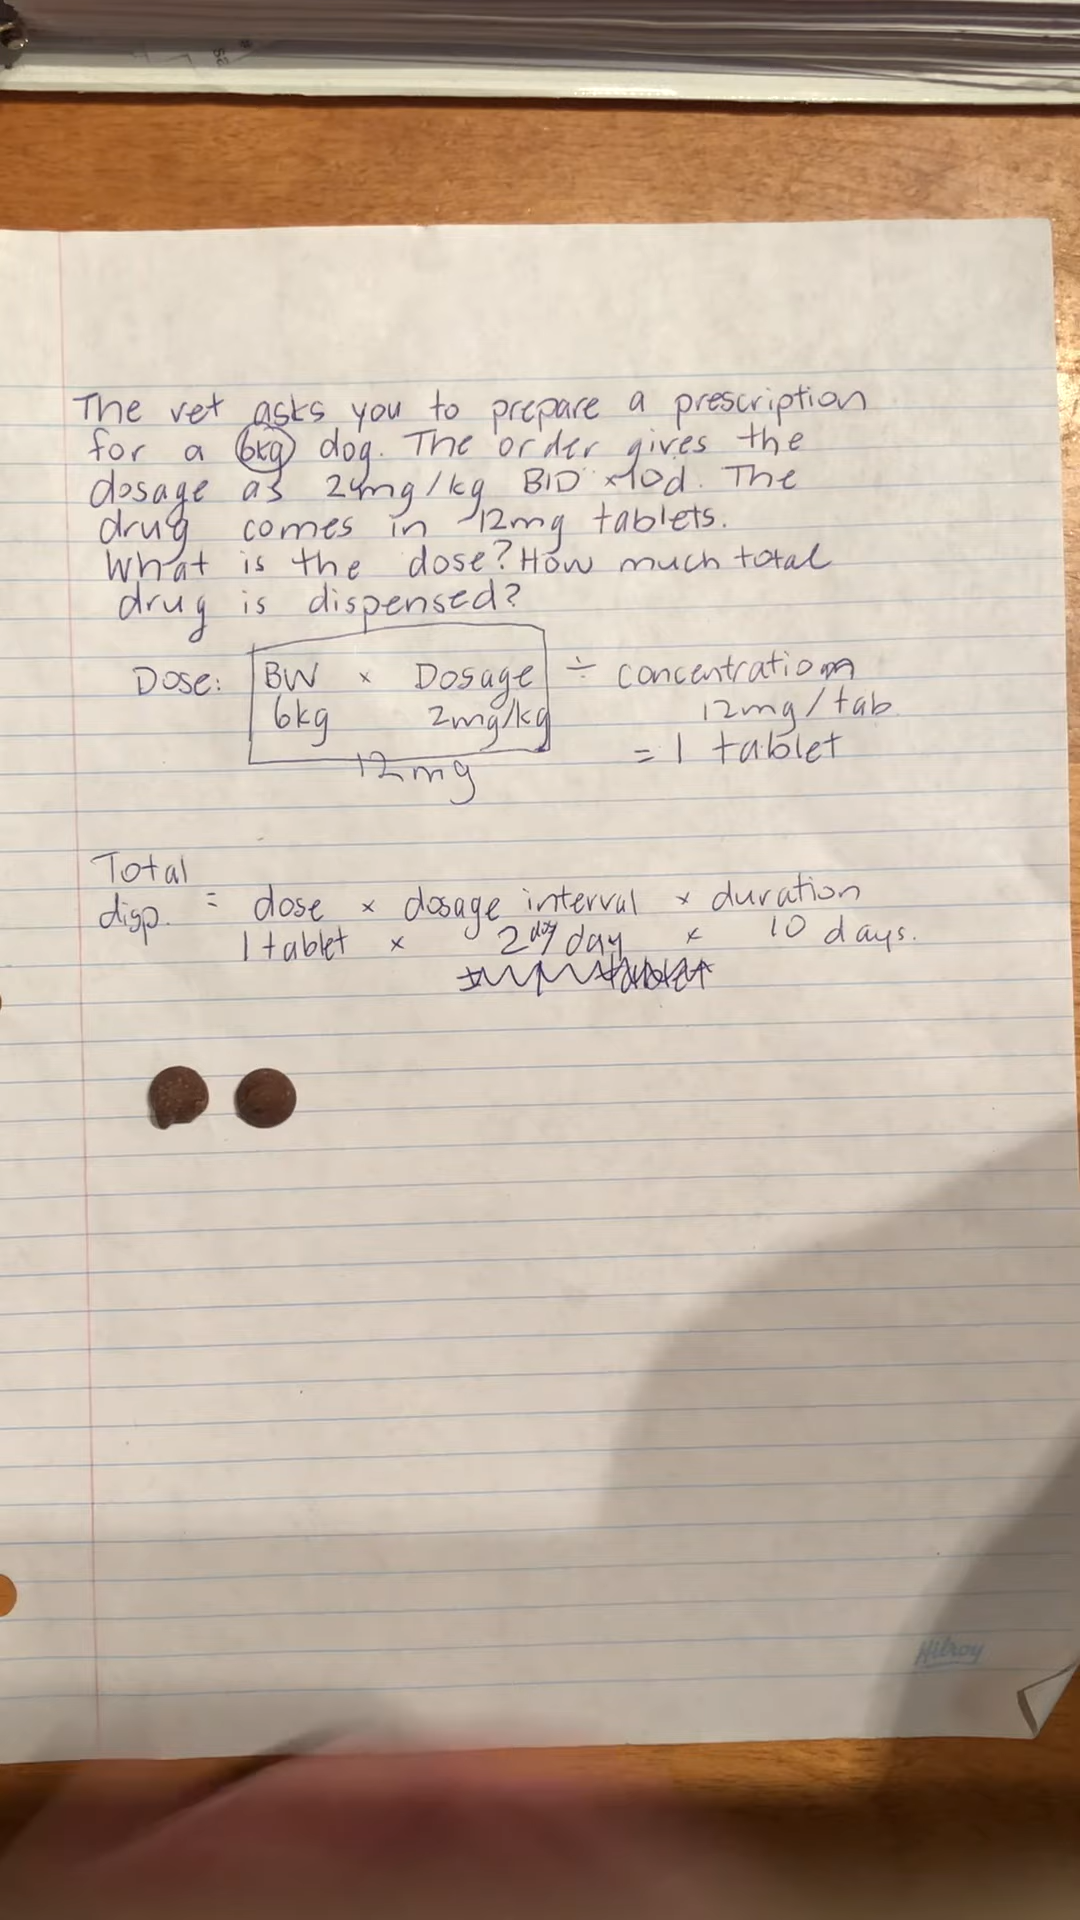 The vet asks you to prepare a prescription
for a 6kg dog. The order gives the
dosage as mg/kg BID x10d. The
drug comes in 12mg tablets.
What is the dose? How much total
drug is dispensed?
Dose: BW x Dosage ÷ concentration
6kg 2mg/kg 12mg/tab
12mg = 1 tablet
Total
disp. = dose x dosage interval x duration
1 tablet x 2 day x 10 days.
Hilroy